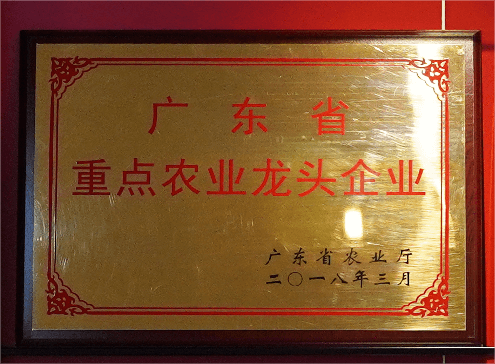 广东省
重点农业龙头企业
广东省农业厅
二〇一八年三月